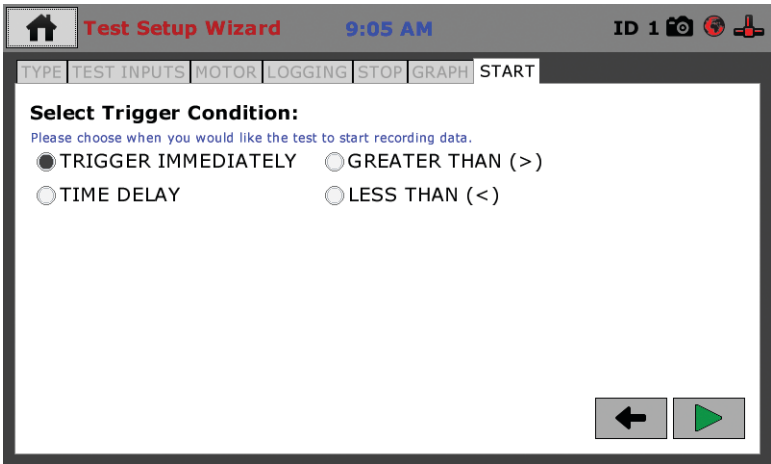 Test Setup Wizard 9:05 AM ID 1
TYPE TEST INPUTS MOTOR LOGGING STOP GRAPH START
Select Trigger Condition:
Please choose when you would like the test to start recording data.
TRIGGER IMMEDIATELY GREATER THAN (>)
TIME DELAY LESS THAN (<)